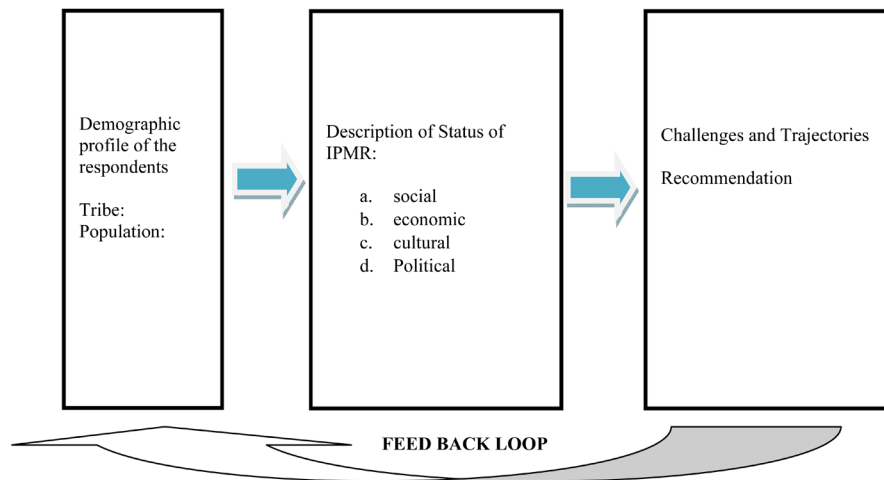 Demographic
profile of the
respondents
Tribe:
Population:
Description of Status of
IPMR:
a. social
b. economic
c. cultural
d. Political
Challenges and Trajectories
Recommendation
FEED BACK LOOP